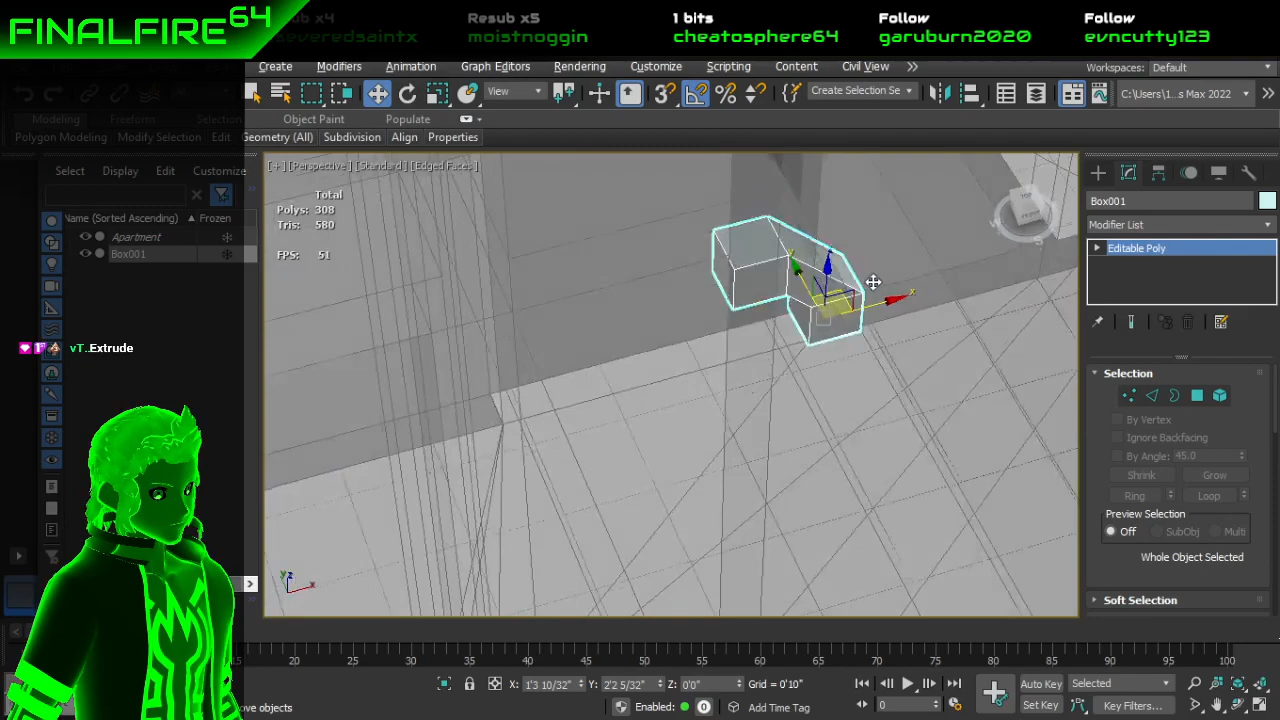 FINALFIRE64
Resub x4
severedsaintx
Resub x5
moistnoggin
1 bits
cheatosphere64
Follow
garuburn2020
Follow
evncutty123
Create
Modifiers
Animation
Graph Editors
Rendering
Customize
Scripting
Content
Civil View
Workspaces: Default
View
Create Selection Se
C:\Users\1...s Max 2022
Modeling
Freeform
Selection
Object Paint
Populate
Polygon Modeling
Modify Selection
Edit
Geometry (All)
Subdivision
Align
Properties
Select
Display
Edit
Customize
Name (Sorted Ascending)
Frozen
Apartment
Box001
[+] [Perspective] [Standard] [Edged Faces]
Total
Polys: 308
Tris: 580
FPS: 51
TOP
x
y
vT..Extrude
Box001
Modifier List
Editable Poly
Selection
By Vertex
Ignore Backfacing
By Angle: 45.0
Shrink
Grow
Ring
Loop
Preview Selection
Off
SubObj
Multi
Whole Object Selected
Soft Selection
15 20 25 30 35 40 45 50 55 60 65 70 75 80 85 90 95 100
X: 1'3 10/32"
Y: 2'2 5/32"
Z: 0'0"
Grid = 0'10"
Auto Key
Selected
ove objects
Enabled:
Add Time Tag
0
Set Key
Key Filters...